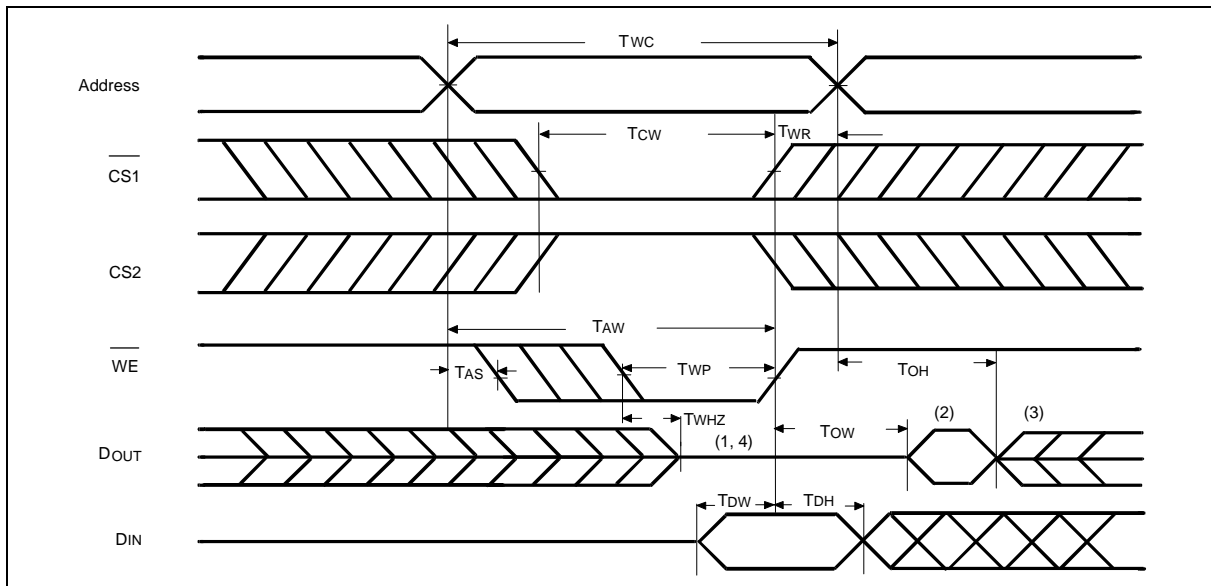 TWC
Address
TCW
TWR
CS1
CS2
TAW
WE
TAS
TWP
TOH
TWHZ
(1, 4)
TOW
(2)
(3)
DOUT
TDW
TDH
DIN